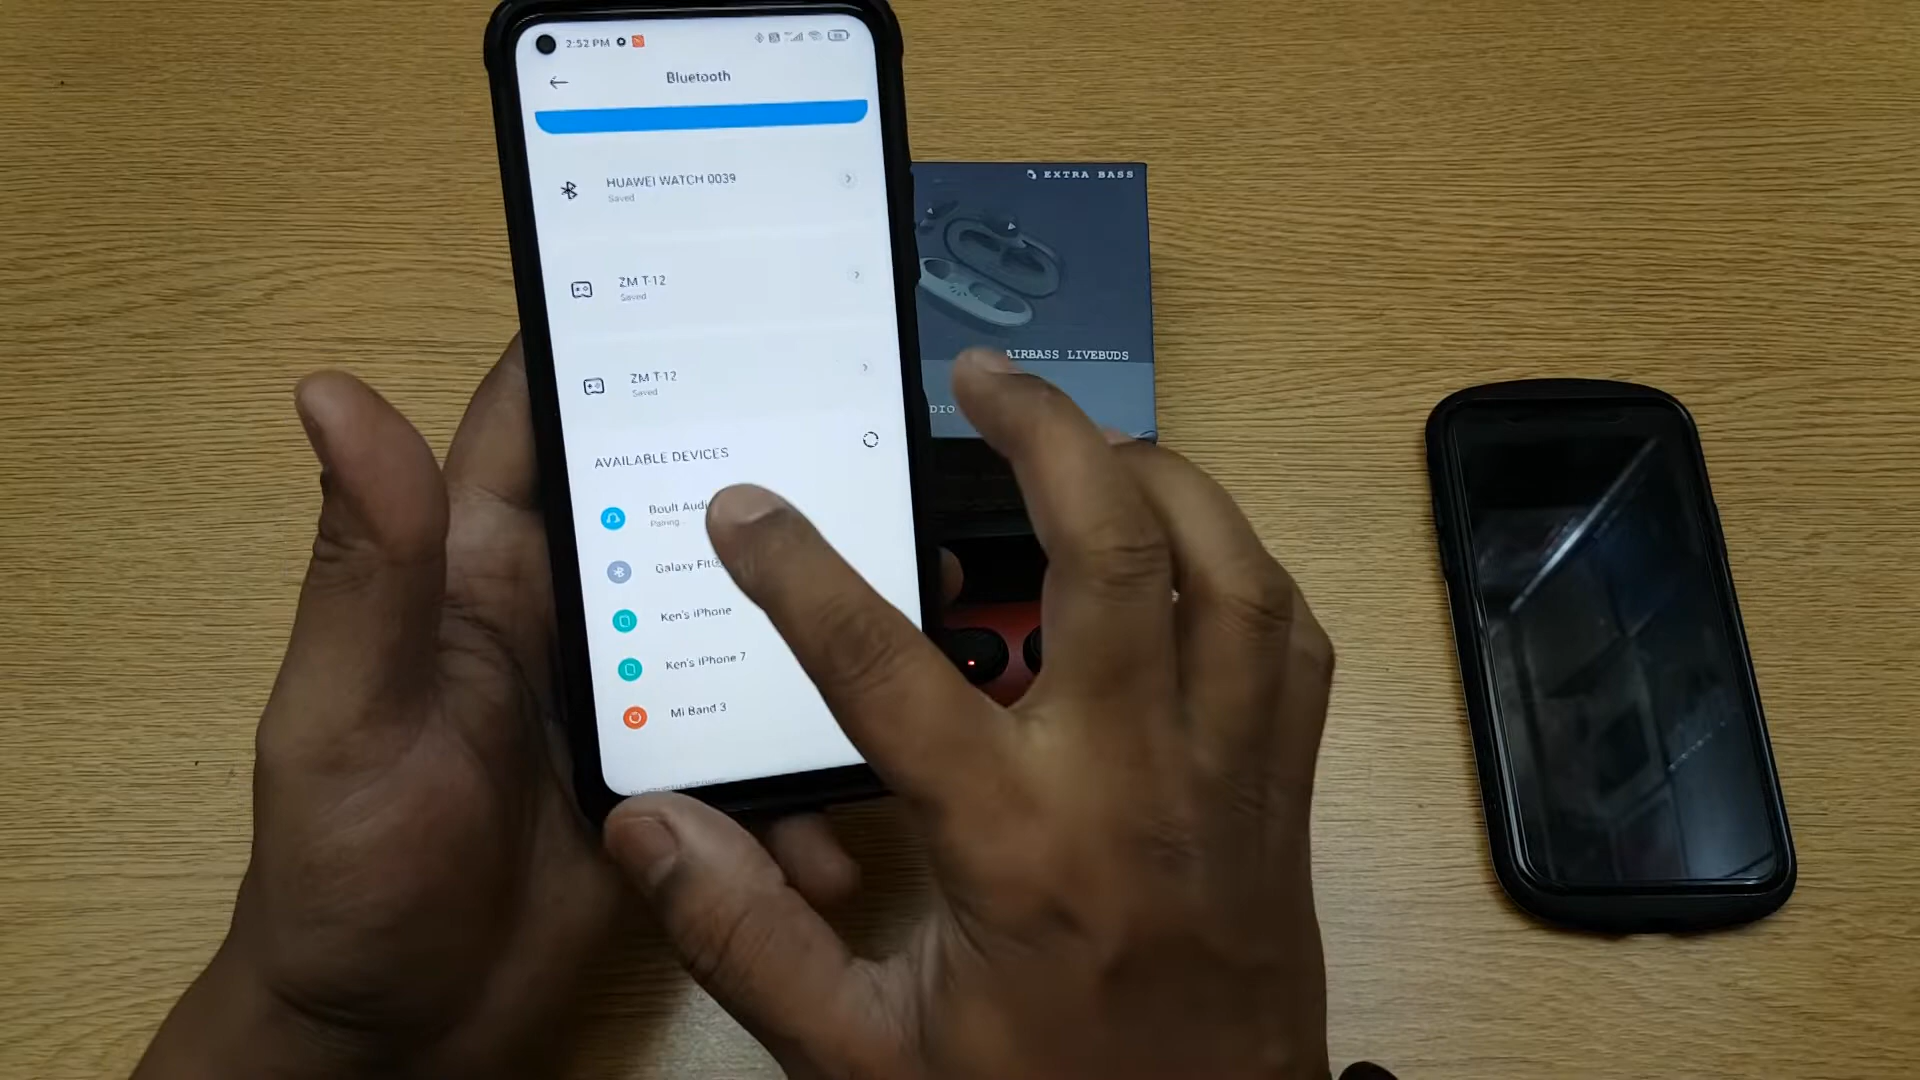 2:52 PM
Bluetooth
HUAWEI WATCH 0039
Saved
ZM T-12
Saved
ZM T-12
Saved
AVAILABLE DEVICES
Boult Audi
Pairing...
Galaxy Fit
Ken's iPhone
Ken's iPhone 7
Mi Band 3
EXTRA BASS
AIRBASS LIVEBUDS
DIO